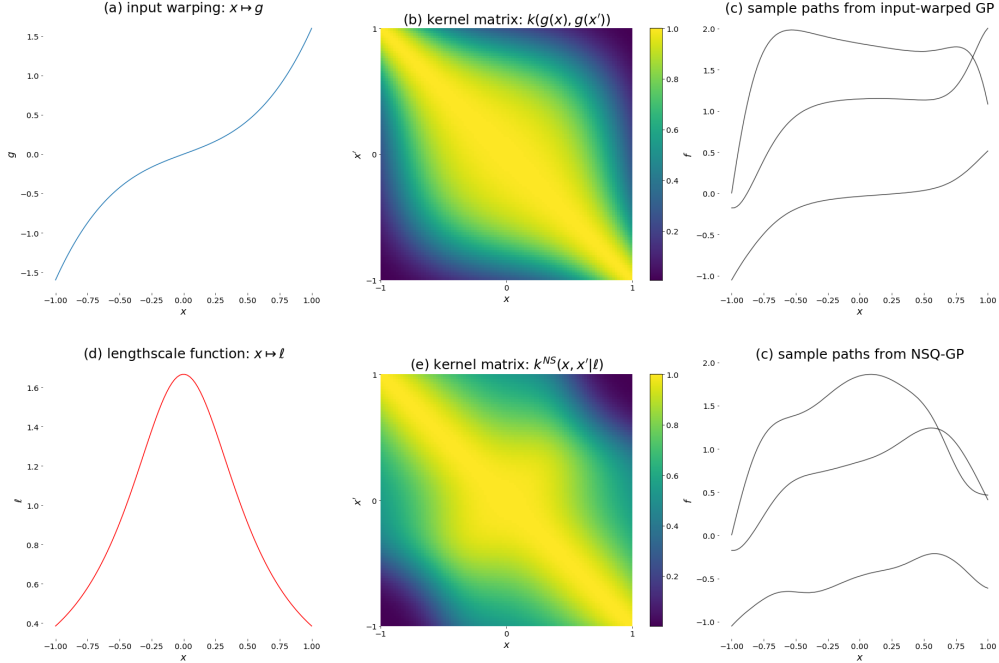 (a) input warping: x ↦ g
1.5
1.0
0.5
0.0
−0.5
−1.0
−1.5
g
−1.00 −0.75 −0.50 −0.25 0.00 0.25 0.50 0.75 1.00
x
(b) kernel matrix: k(g(x), g(x′))
1
0
−1
x′
−1 0 1
x
1.0
0.8
0.6
0.4
0.2
(c) sample paths from input-warped GP
2.0
1.5
1.0
0.5
0.0
−0.5
−1.0
f
−1.00 −0.75 −0.50 −0.25 0.00 0.25 0.50 0.75 1.00
x
(d) lengthscale function: x ↦ ℓ
1.6
1.4
1.2
1.0
0.8
0.6
0.4
ℓ
−1.00 −0.75 −0.50 −0.25 0.00 0.25 0.50 0.75 1.00
x
(e) kernel matrix: k^{NS}(x, x′|ℓ)
1
0
−1
x′
−1 0 1
x
1.0
0.8
0.6
0.4
0.2
(c) sample paths from NSQ-GP
2.0
1.5
1.0
0.5
0.0
−0.5
−1.0
f
−1.00 −0.75 −0.50 −0.25 0.00 0.25 0.50 0.75 1.00
x